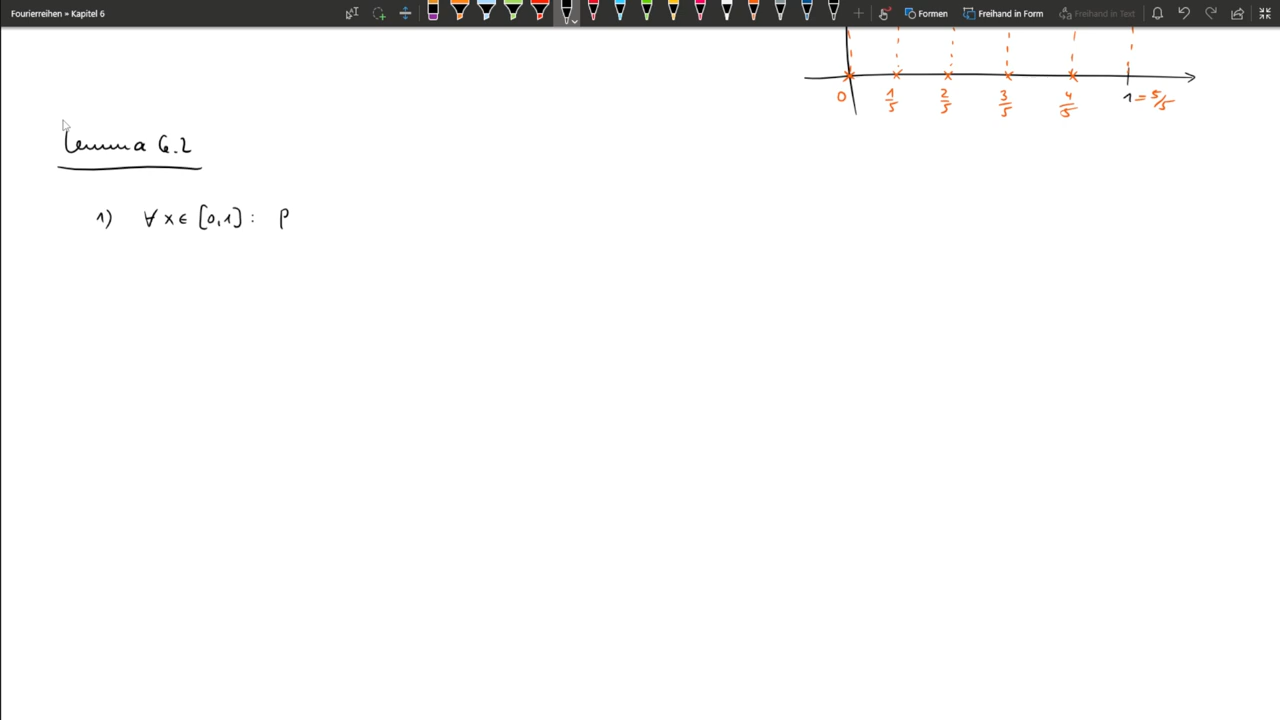 Fourierreihen » Kapitel 6
Formen
Freihand in Form
Freihand in Text
0 1/5 2/5 3/5 4/5 1 = 5/5
Lemma 6.2
1) ∀ x ∈ [0,1] : p